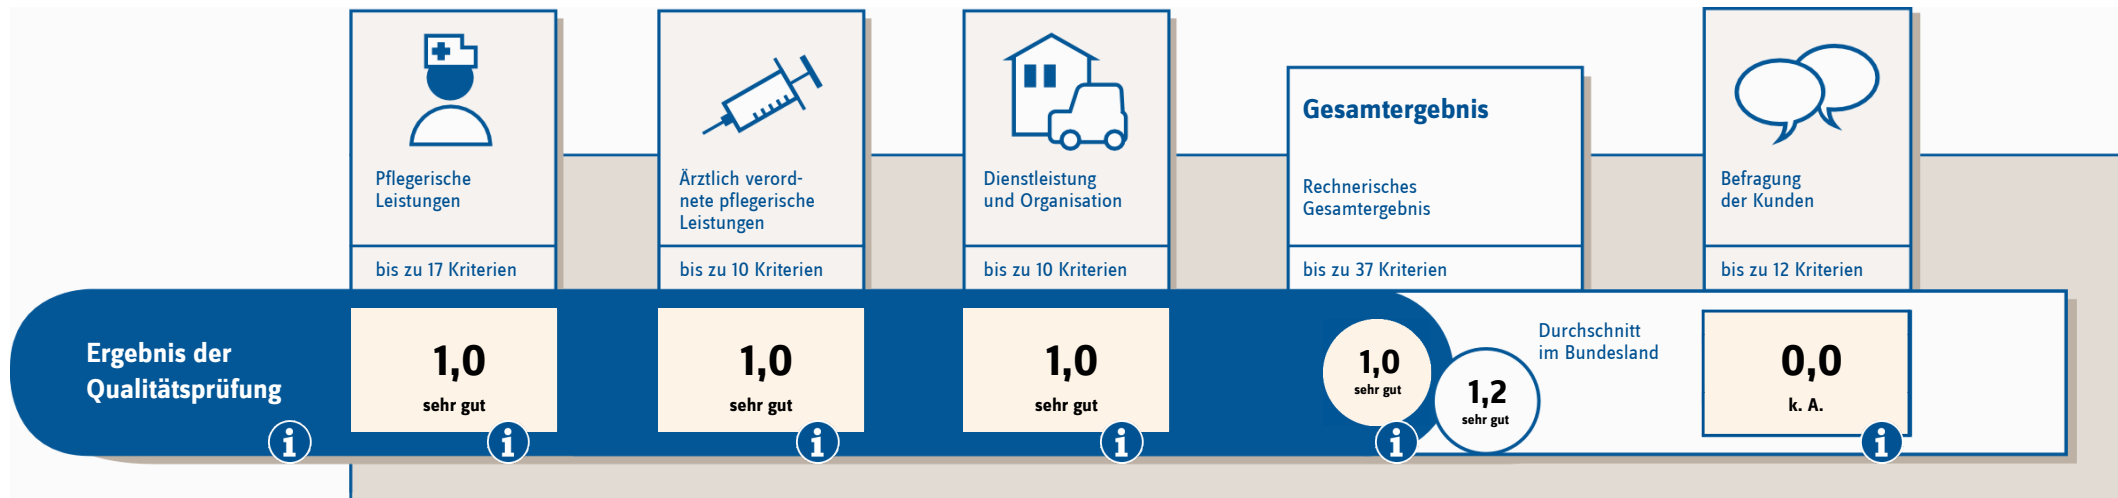 Pflegerische
Leistungen
bis zu 17 Kriterien
Ärztlich verord-
nete pflegerische
Leistungen
bis zu 10 Kriterien
Dienstleistung
und Organisation
bis zu 10 Kriterien
Gesamtergebnis
Rechnerisches
Gesamtergebnis
bis zu 37 Kriterien
Befragung
der Kunden
bis zu 12 Kriterien
Ergebnis der
Qualitätsprüfung
i
1,0
sehr gut
i
1,0
sehr gut
i
1,0
sehr gut
i
1,0
sehr gut
i
1,2
sehr gut
Durchschnitt
im Bundesland
0,0
k. A.
i